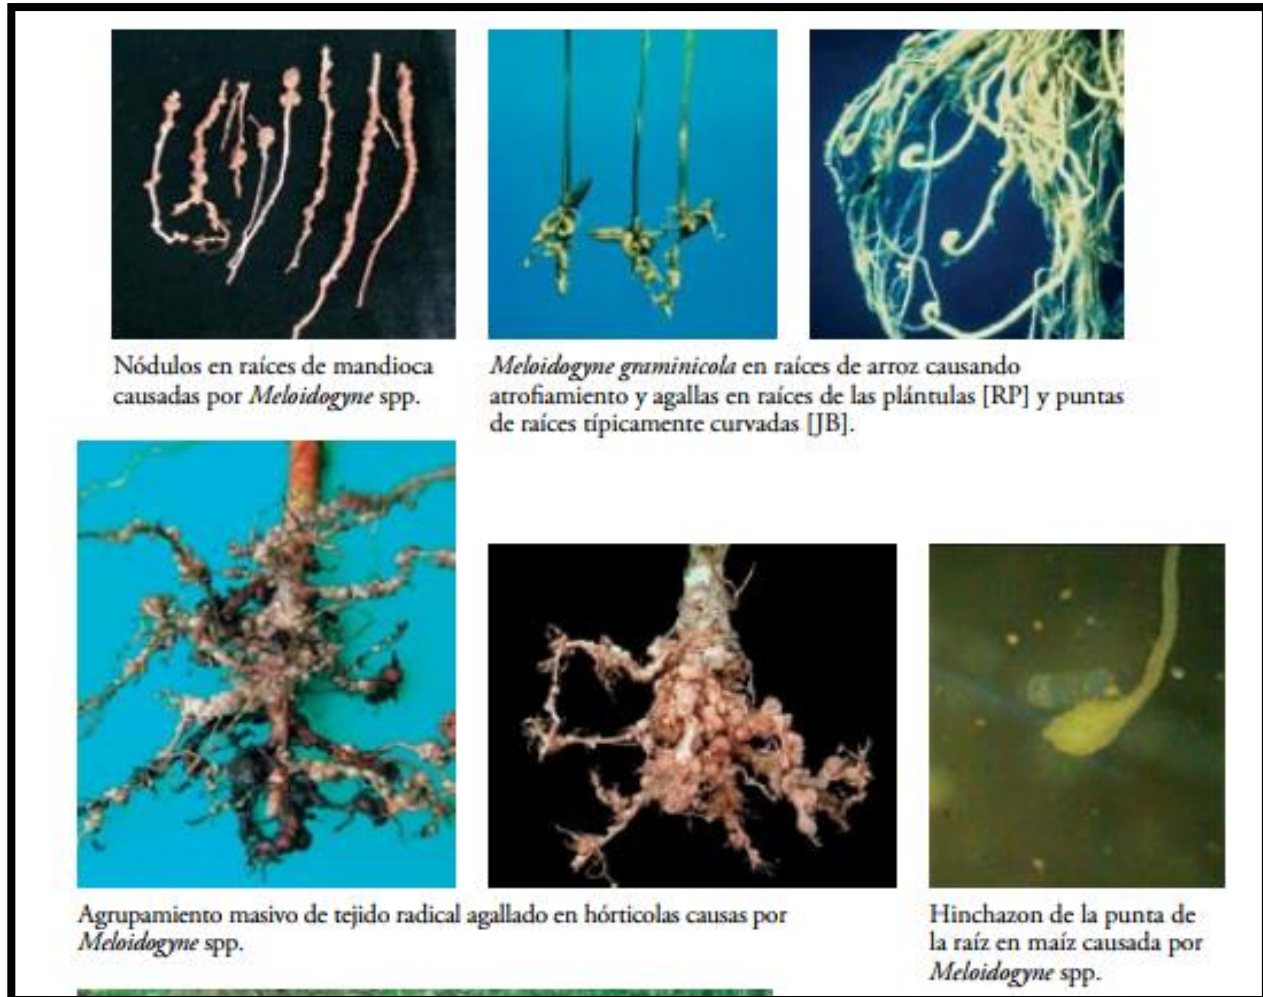 Nódulos en raíces de mandioca
causadas por Meloidogyne spp.
Meloidogyne graminicola en raíces de arroz causando
atrofiamiento y agallas en raíces de las plántulas [RP] y puntas
de raíces típicamente curvadas [JB].
Agrupamiento masivo de tejido radical agallado en hórticolas causas por
Meloidogyne spp.
Hinchazon de la punta de
la raíz en maíz causada por
Meloidogyne spp.